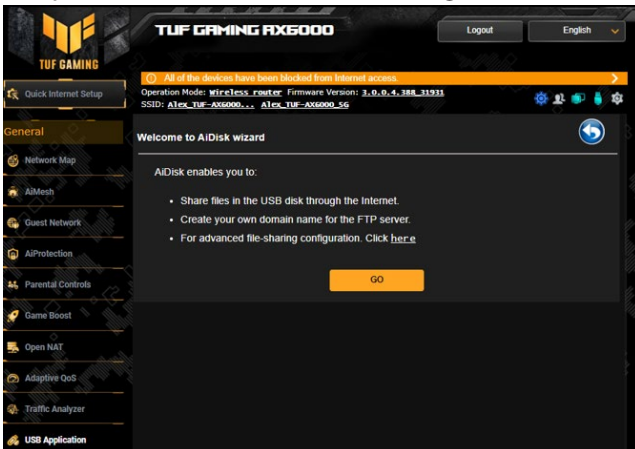 TUF GAMING AX6000
Logout
English
TUF GAMING
All of the devices have been blocked from Internet access.
Quick Internet Setup
Operation Mode: Wireless router Firmware Version: 3.0.0.4.388_31931
SSID: Alex_TUF-AX6000... Alex_TUF-AX6000_5G
General
Welcome to AiDisk wizard
Network Map
AiDisk enables you to:
AiMesh
Share files in the USB disk through the Internet.
Guest Network
Create your own domain name for the FTP server.
For advanced file-sharing configuration. Click here
AiProtection
Parental Controls
GO
Game Boost
Open NAT
Adaptive QoS
Traffic Analyzer
USB Application